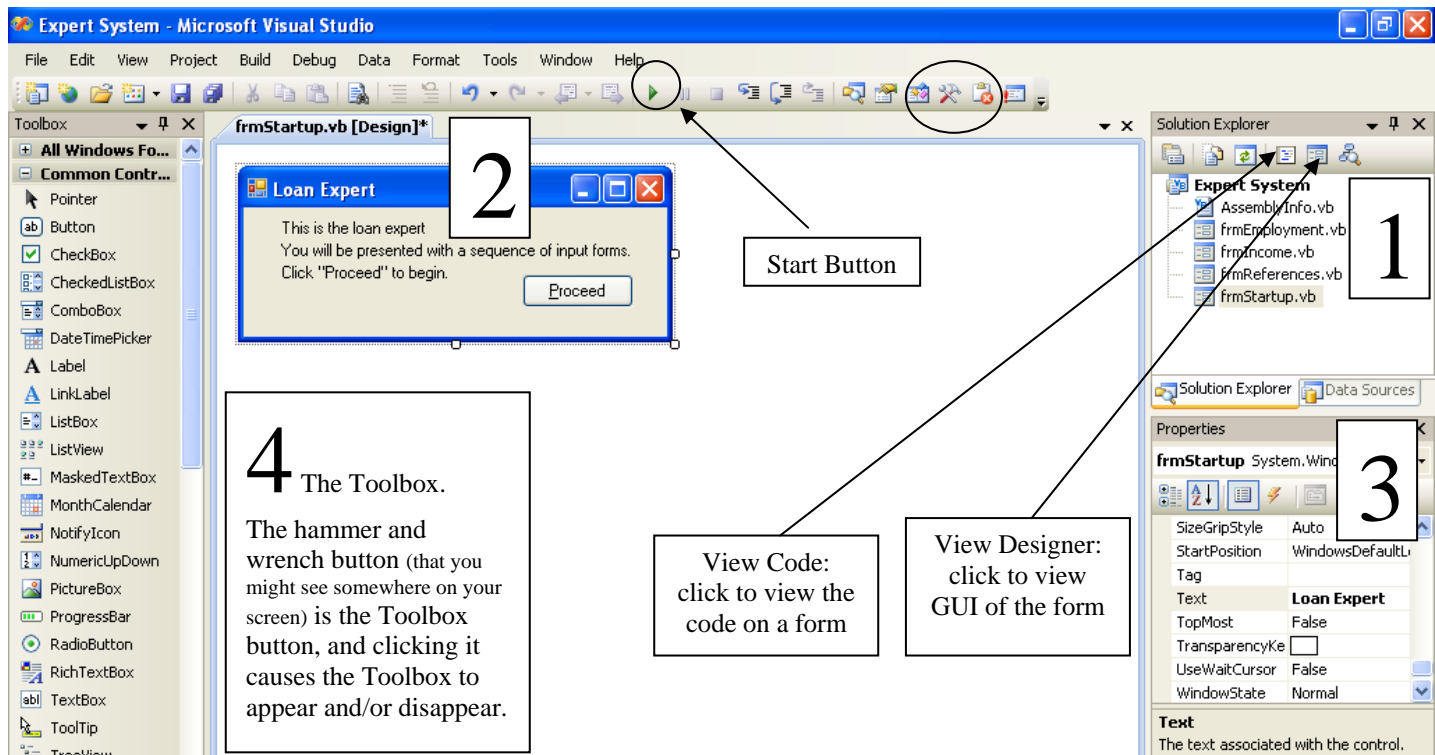 Expert System - Microsoft Visual Studio
File Edit View Project Build Debug Data Format Tools Window Help
Toolbox
All Windows Fo...
Common Contr...
Pointer
Button
CheckBox
CheckedListBox
ComboBox
DateTimePicker
Label
LinkLabel
ListBox
ListView
MaskedTextBox
MonthCalendar
NotifyIcon
NumericUpDown
PictureBox
ProgressBar
RadioButton
RichTextBox
TextBox
ToolTip
frmStartup.vb [Design]*
2
Loan Expert
This is the loan expert
You will be presented with a sequence of input forms.
Click "Proceed" to begin.
Proceed
Start Button
4 The Toolbox.
The hammer and
wrench button (that you
might see somewhere on your
screen) is the Toolbox
button, and clicking it
causes the Toolbox to
appear and/or disappear.
View Code:
click to view the
code on a form
View Designer:
click to view
GUI of the form
Solution Explorer
1
Expert System
AssemblyInfo.vb
frmEmployment.vb
frmIncome.vb
frmReferences.vb
frmStartup.vb
Solution Explorer Data Sources
Properties
3
frmStartup System.Wind
SizeGripStyle Auto
StartPosition WindowsDefaultL
Tag
Text Loan Expert
TopMost False
TransparencyKe
UseWaitCursor False
WindowState Normal
Text
The text associated with the control.